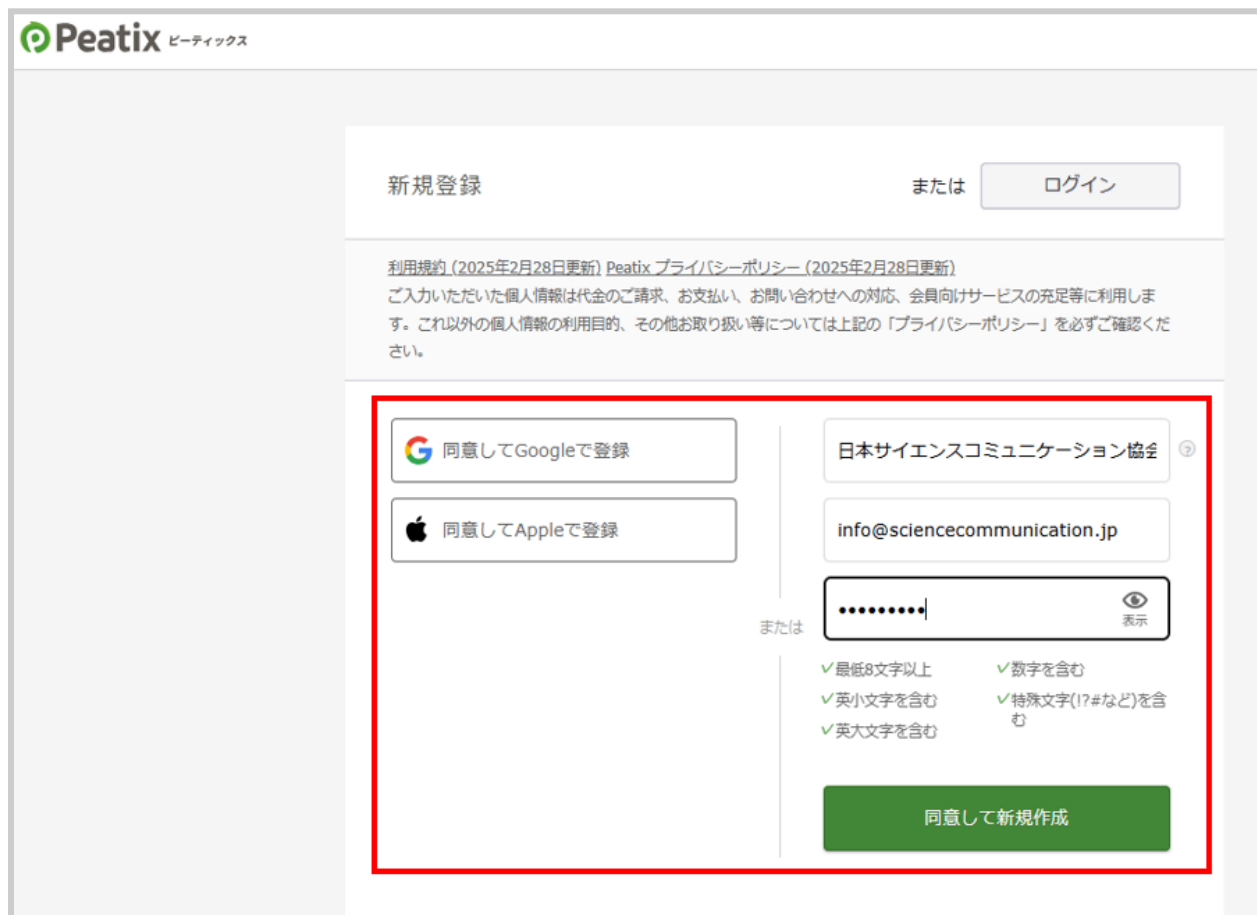 Peatix ピーティックス
新規登録
または
ログイン
利用規約 (2025年2月28日更新) Peatix プライバシーポリシー (2025年2月28日更新)
ご入力いただいた個人情報は代金のご請求、お支払い、お問い合わせへの対応、会員向けサービスの充足等に利用しま
す。これ以外の個人情報の利用目的、その他お取り扱い等については上記の「プライバシーポリシー」を必ずご確認くだ
さい。
同意してGoogleで登録
同意してAppleで登録
または
日本サイエンスコミュニケーション協会
?
info@sciencecommunication.jp
•••••••••
表示
✓最低8文字以上
✓数字を含む
✓英小文字を含む
✓特殊文字(!?#など)を含
む
✓英大文字を含む
同意して新規作成